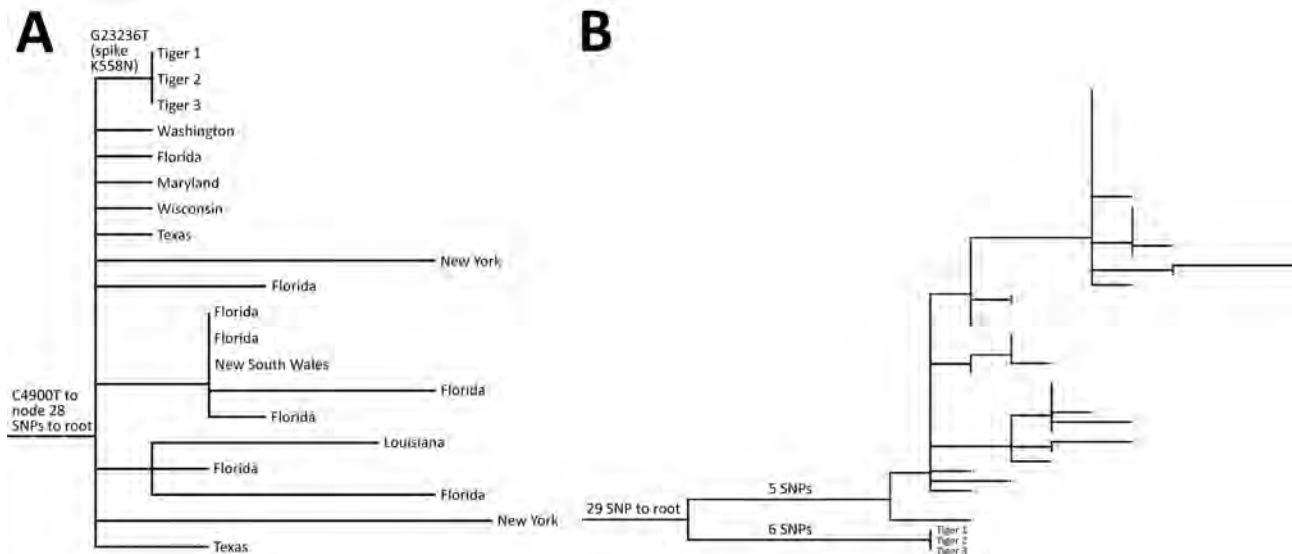 A
G23236T
(spike
K558N)
Tiger 1
Tiger 2
Tiger 3
Washington
Florida
Maryland
Wisconsin
Texas
New York
Florida
Florida
Florida
New South Wales
Florida
Florida
C4900T to
node 28
SNPs to root
Louisiana
Florida
Florida
New York
Texas
B
5 SNPs
29 SNP to root
6 SNPs
Tiger 1
Tiger 2
Tiger 3